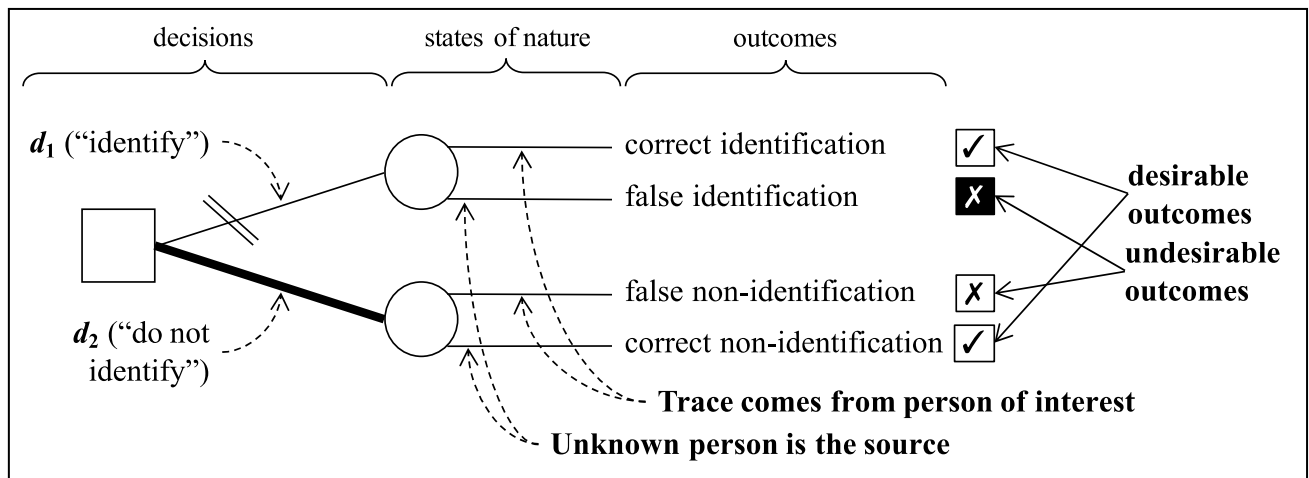 decisions
states of nature
outcomes
d₁ (“identify”)
correct identification ✓
false identification ✗
desirable
outcomes
undesirable
outcomes
false non-identification ✗
correct non-identification ✓
d₂ (“do not
identify”)
Trace comes from person of interest
Unknown person is the source